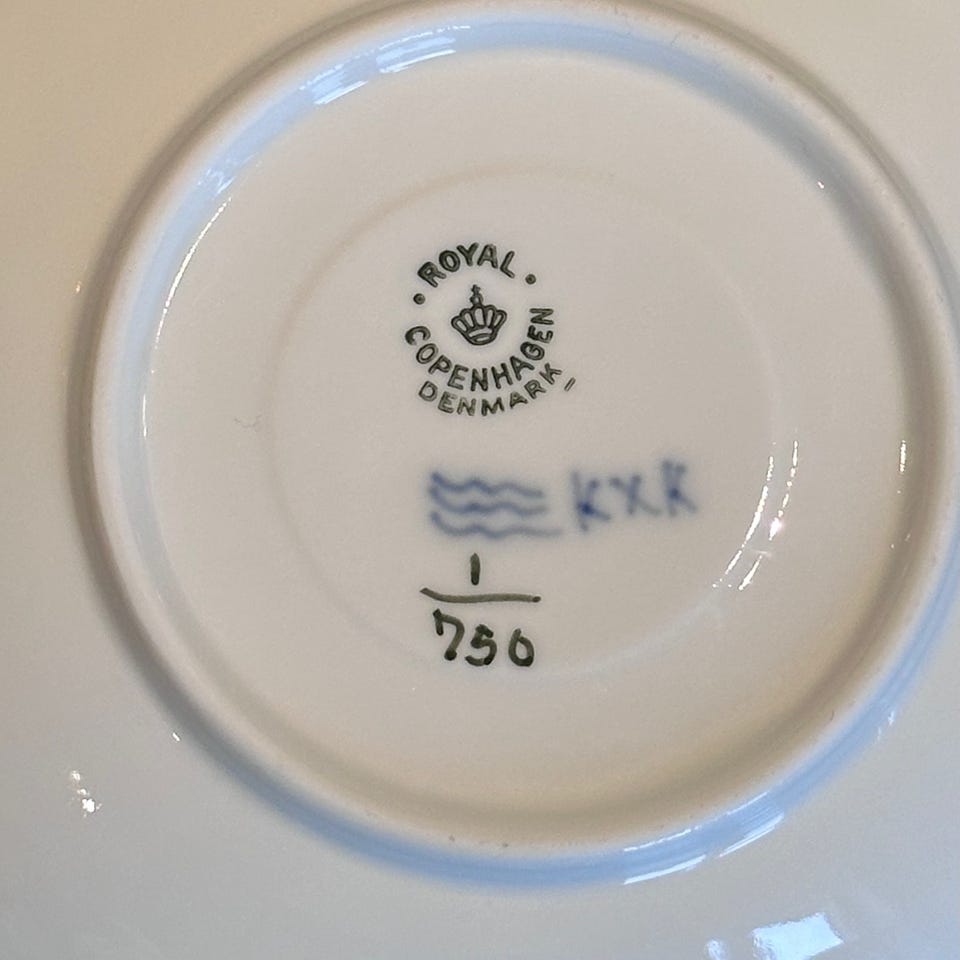 ROYAL
COPENHAGEN
DENMARK
KXK
1
750